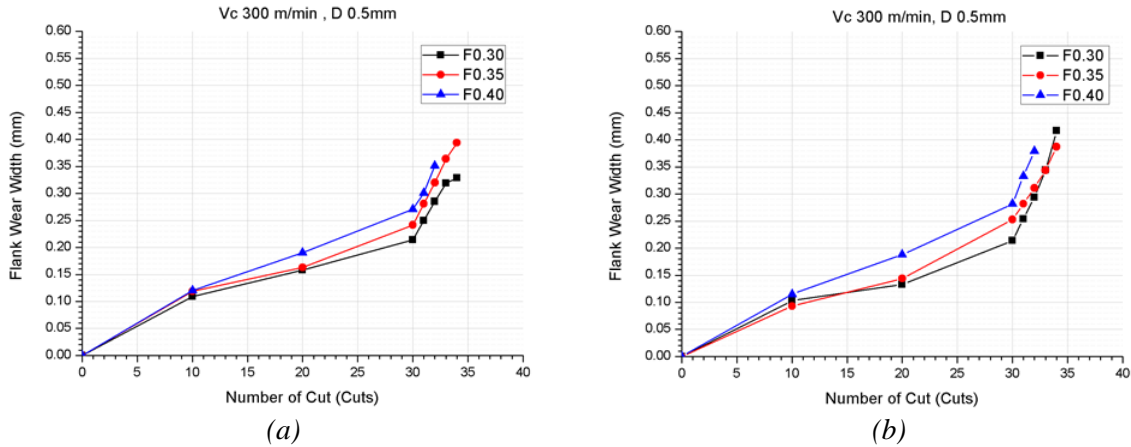 Vc 300 m/min , D 0.5mm
0.60
0.55
0.50
0.45
0.40
0.35
0.30
0.25
0.20
0.15
0.10
0.05
0.00
Flank Wear Width (mm)
F0.30
F0.35
F0.40
0 5 10 15 20 25 30 35 40
Number of Cut (Cuts)
(a)
Vc 300 m/min, D 0.5mm
0.60
0.55
0.50
0.45
0.40
0.35
0.30
0.25
0.20
0.15
0.10
0.05
0.00
Flank Wear Width (mm)
F0.30
F0.35
F0.40
0 5 10 15 20 25 30 35 40
Number of Cut (Cuts)
(b)